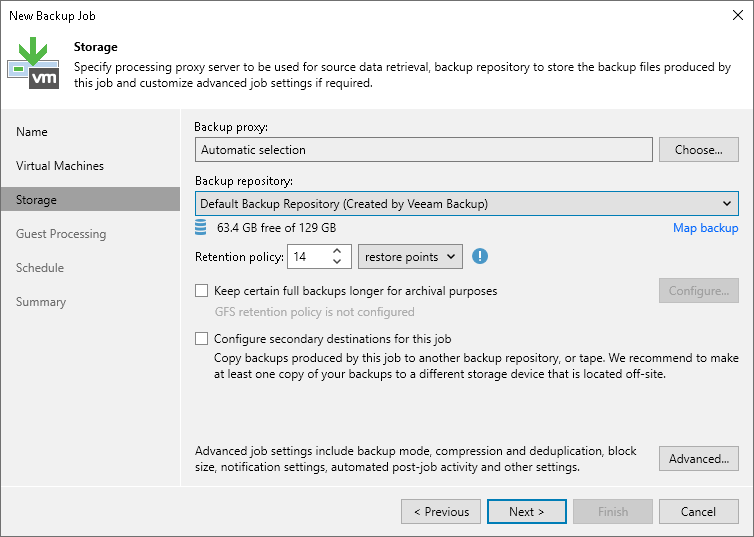 New Backup Job
Storage
Specify processing proxy server to be used for source data retrieval, backup repository to store the backup files produced by
this job and customize advanced job settings if required.
vm
Name
Virtual Machines
Storage
Guest Processing
Schedule
Summary
Backup proxy:
Automatic selection
Choose...
Backup repository:
Default Backup Repository (Created by Veeam Backup)
63.4 GB free of 129 GB
Map backup
Retention policy:
14
restore points
Keep certain full backups longer for archival purposes
Configure...
GFS retention policy is not configured
Configure secondary destinations for this job
Copy backups produced by this job to another backup repository, or tape. We recommend to make
at least one copy of your backups to a different storage device that is located off-site.
Advanced job settings include backup mode, compression and deduplication, block
size, notification settings, automated post-job activity and other settings.
Advanced...
< Previous
Next >
Finish
Cancel